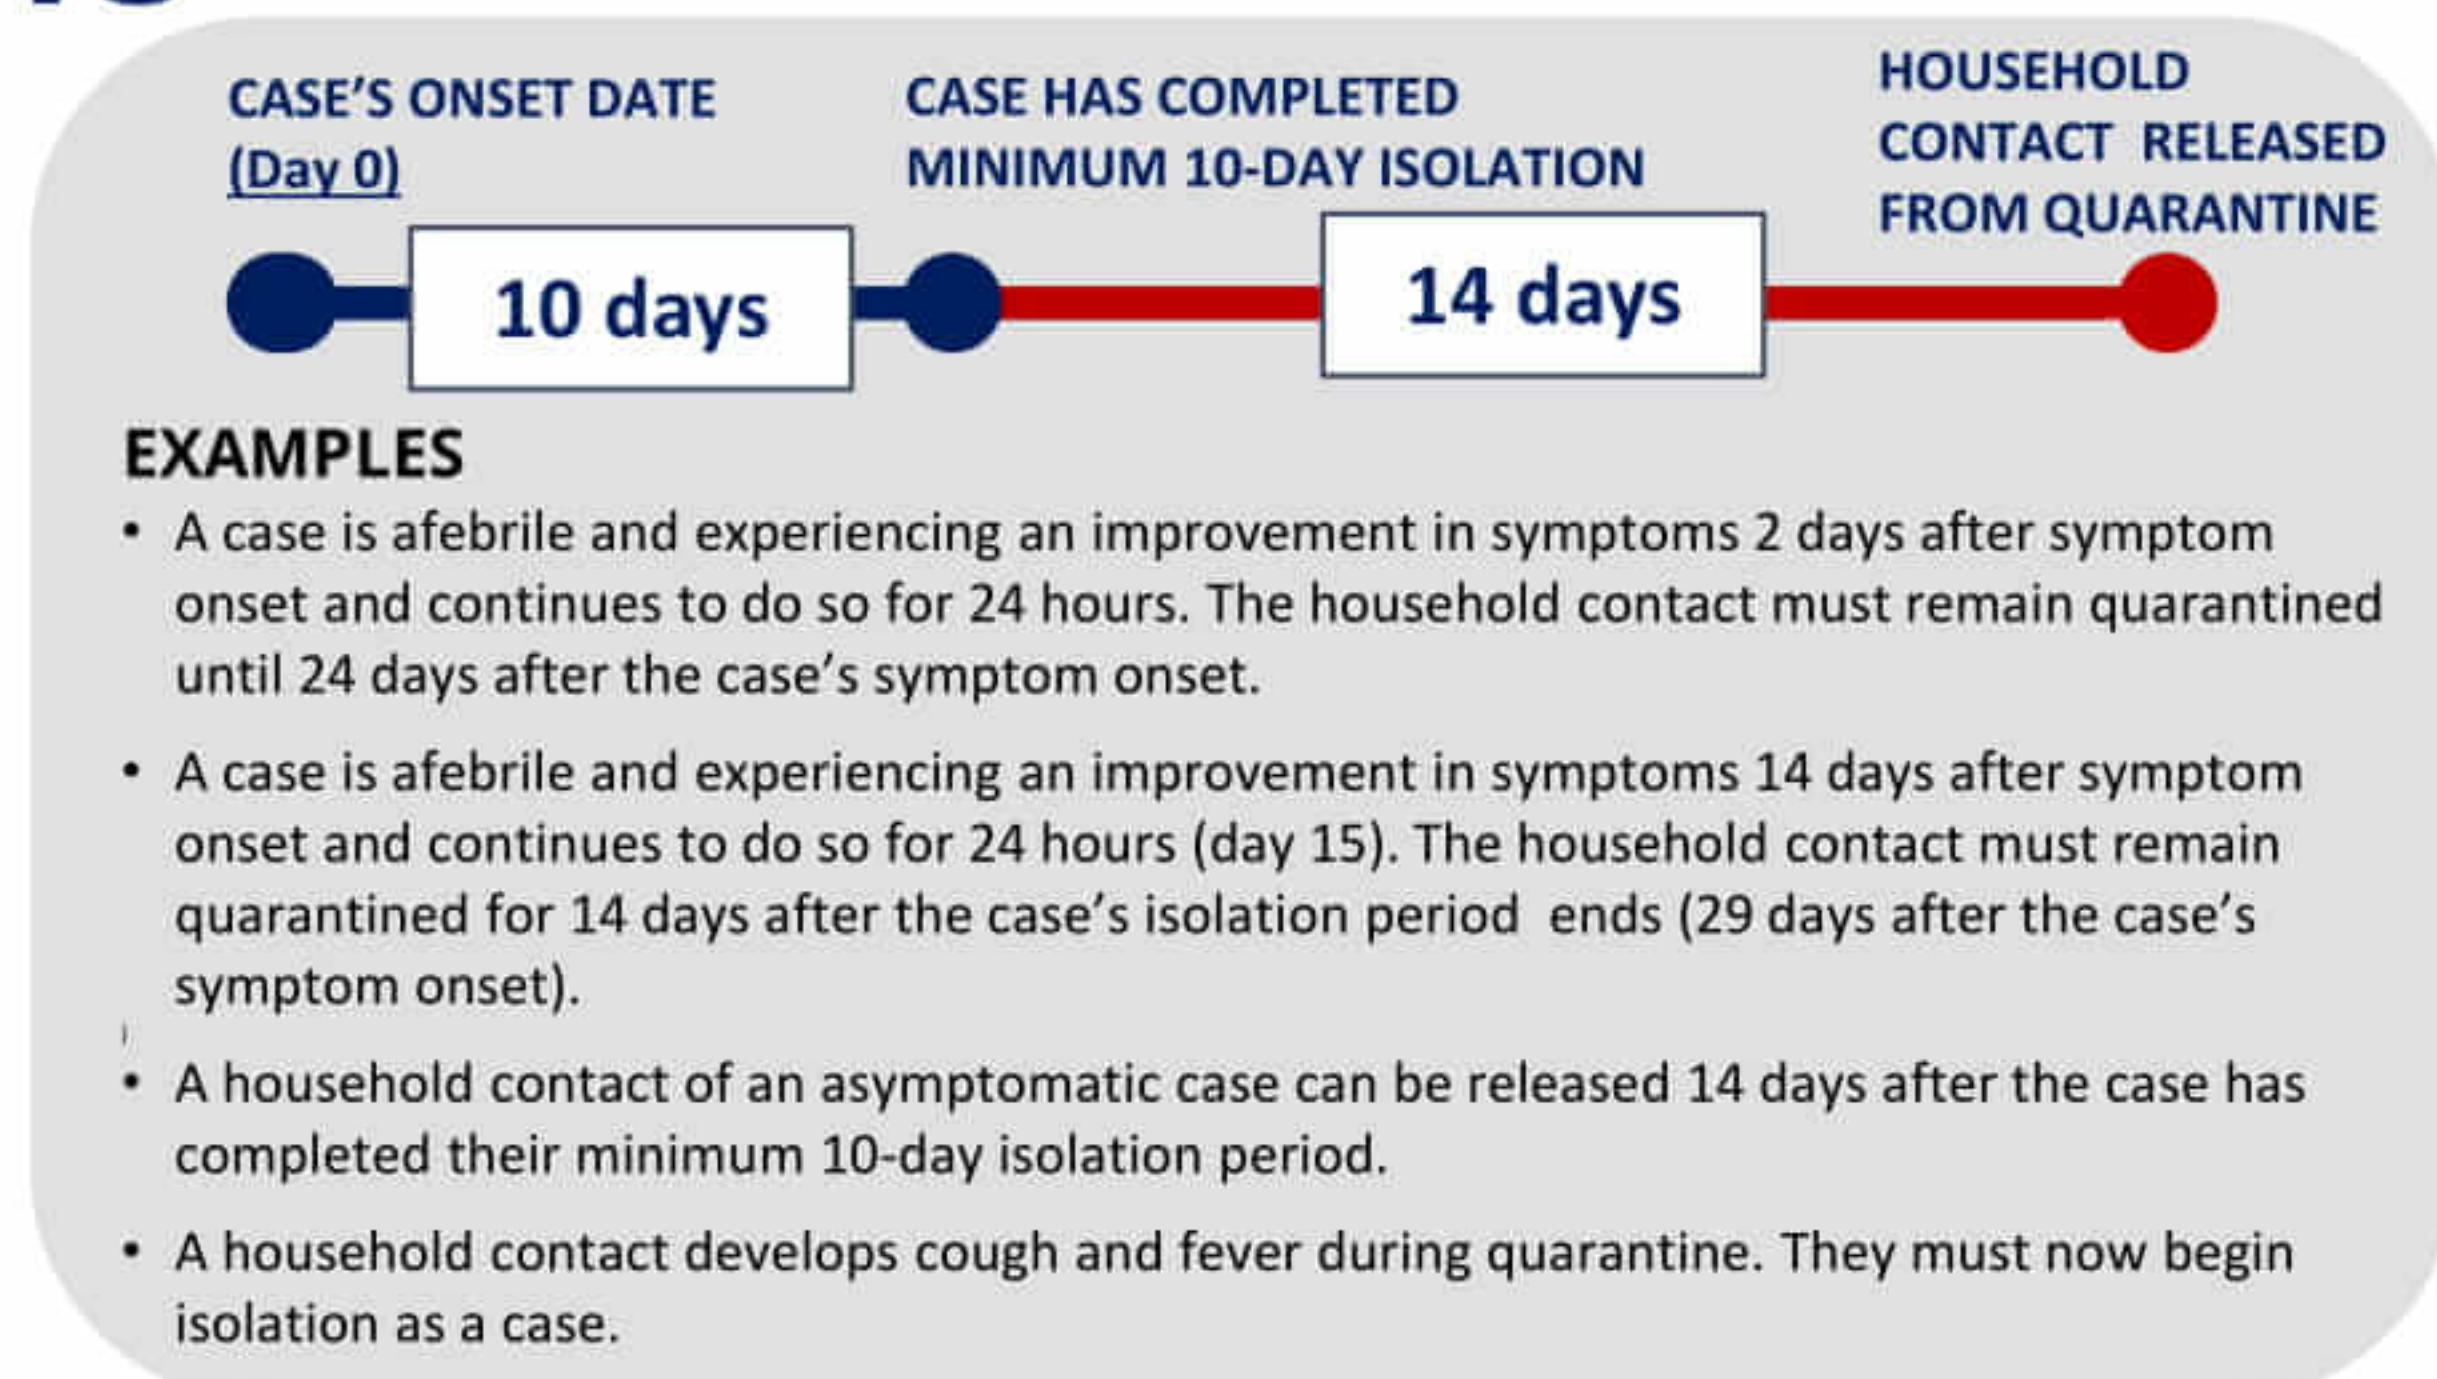 CASE'S ONSET DATE
(Day 0)
CASE HAS COMPLETED
MINIMUM 10-DAY ISOLATION
HOUSEHOLD
CONTACT RELEASED
FROM QUARANTINE
10 days
14 days
EXAMPLES
• A case is afebrile and experiencing an improvement in symptoms 2 days after symptom
onset and continues to do so for 24 hours. The household contact must remain quarantined
until 24 days after the case's symptom onset.
• A case is afebrile and experiencing an improvement in symptoms 14 days after symptom
onset and continues to do so for 24 hours (day 15). The household contact must remain
quarantined for 14 days after the case's isolation period ends (29 days after the case's
symptom onset).
• A household contact of an asymptomatic case can be released 14 days after the case has
completed their minimum 10-day isolation period.
• A household contact develops cough and fever during quarantine. They must now begin
isolation as a case.